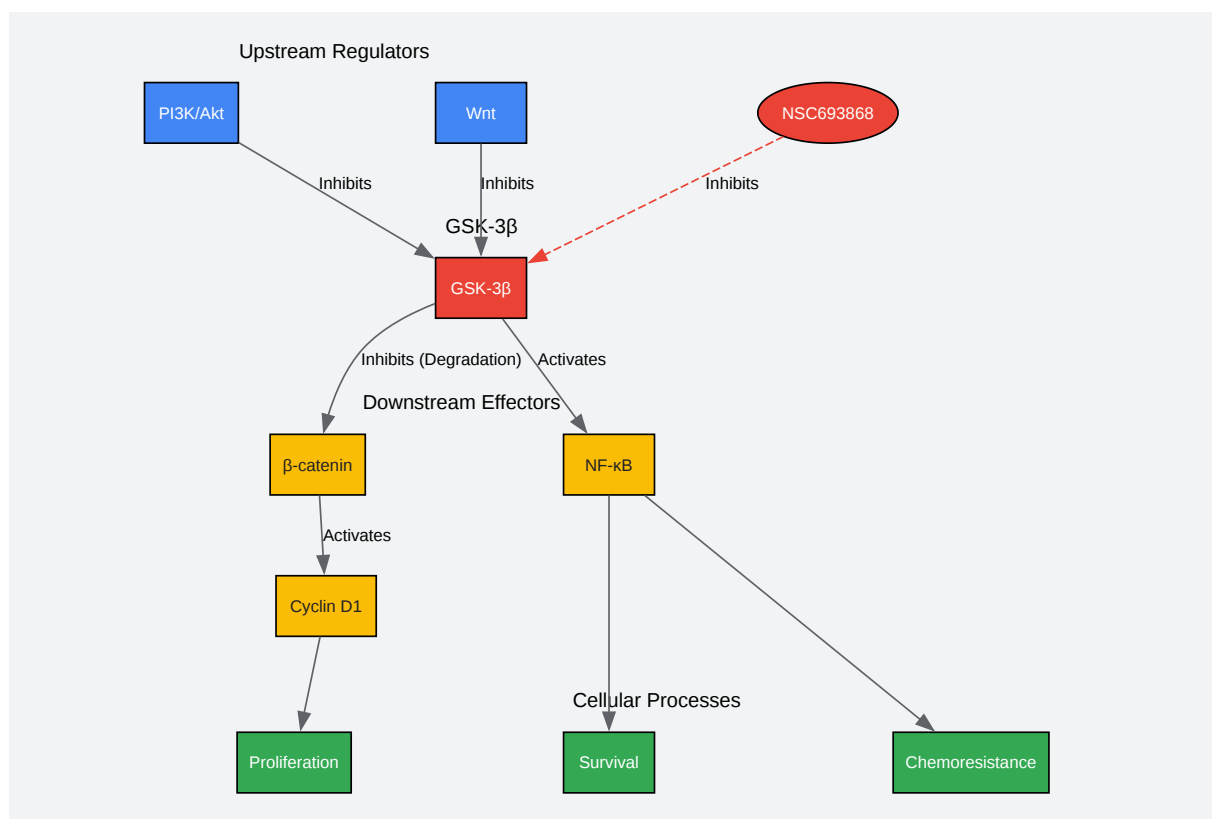 Upstream Regulators
PI3K/Akt
Wnt
NSC693868
Inhibits
Inhibits
Inhibits
GSK-3β
GSK-3β
Inhibits (Degradation)
Activates
Downstream Effectors
β-catenin
NF-κB
Activates
Cyclin D1
Cellular Processes
Proliferation
Survival
Chemoresistance